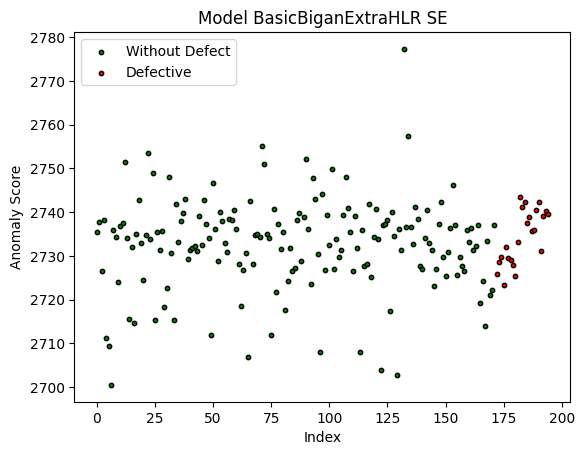 Model BasicBiganExtraHLR SE
Without Defect
Defective
Anomaly Score
2780
2770
2760
2750
2740
2730
2720
2710
2700
0 25 50 75 100 125 150 175 200
Index